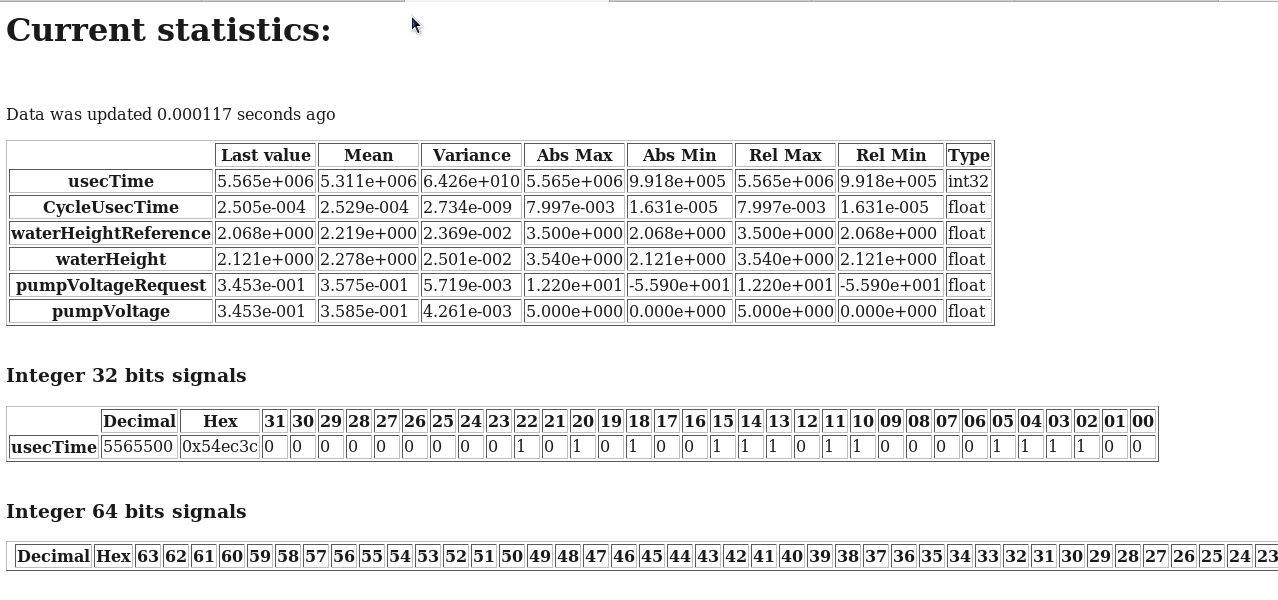 Current statistics:
Data was updated 0.000117 seconds ago
Last value Mean Variance Abs Max Abs Min Rel Max Rel Min Type
usecTime 5.565e+006 5.311e+006 6.426e+010 5.565e+006 9.918e+005 5.565e+006 9.918e+005 int32
CycleUsecTime 2.505e-004 2.529e-004 2.734e-009 7.997e-003 1.631e-005 7.997e-003 1.631e-005 float
waterHeightReference 2.068e+000 2.219e+000 2.369e-002 3.500e+000 2.068e+000 3.500e+000 2.068e+000 float
waterHeight 2.121e+000 2.278e+000 2.501e-002 3.540e+000 2.121e+000 3.540e+000 2.121e+000 float
pumpVoltageRequest 3.453e-001 3.575e-001 5.719e-003 1.220e+001 -5.590e+001 1.220e+001 -5.590e+001 float
pumpVoltage 3.453e-001 3.585e-001 4.261e-003 5.000e+000 0.000e+000 5.000e+000 0.000e+000 float
Integer 32 bits signals
Decimal Hex 31 30 29 28 27 26 25 24 23 22 21 20 19 18 17 16 15 14 13 12 11 10 09 08 07 06 05 04 03 02 01 00
usecTime 5565500 0x54ec3c 0 0 0 0 0 0 0 0 0 1 0 1 0 1 0 0 1 1 1 0 1 1 0 0 0 0 1 1 1 1 0 0
Integer 64 bits signals
Decimal Hex 63 62 61 60 59 58 57 56 55 54 53 52 51 50 49 48 47 46 45 44 43 42 41 40 39 38 37 36 35 34 33 32 31 30 29 28 27 26 25 24 23